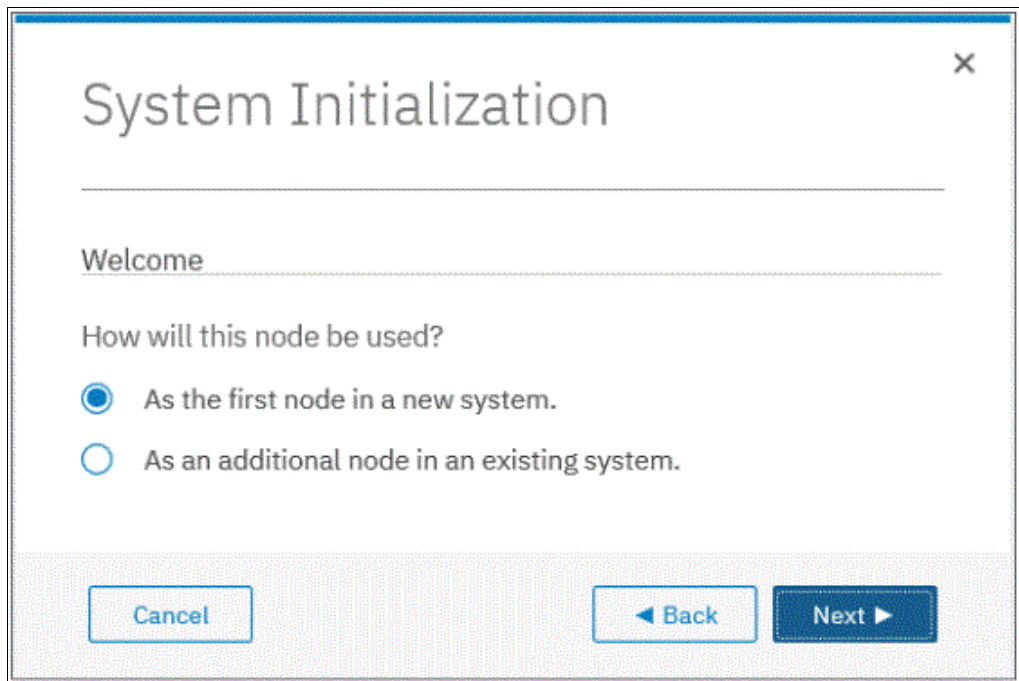 System Initialization
Welcome
How will this node be used?
As the first node in a new system.
As an additional node in an existing system.
Cancel
Back
Next